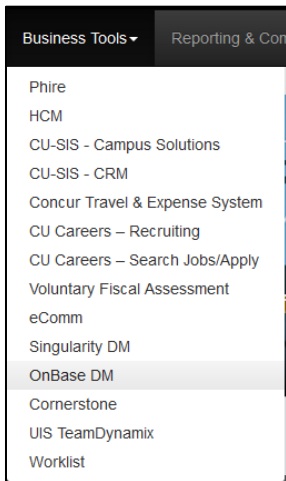 Business Tools Reporting & Con
Phire
HCM
CU-SIS - Campus Solutions
CU-SIS - CRM
Concur Travel & Expense System
CU Careers – Recruiting
CU Careers – Search Jobs/Apply
Voluntary Fiscal Assessment
eComm
Singularity DM
OnBase DM
Cornerstone
UIS TeamDynamix
Worklist